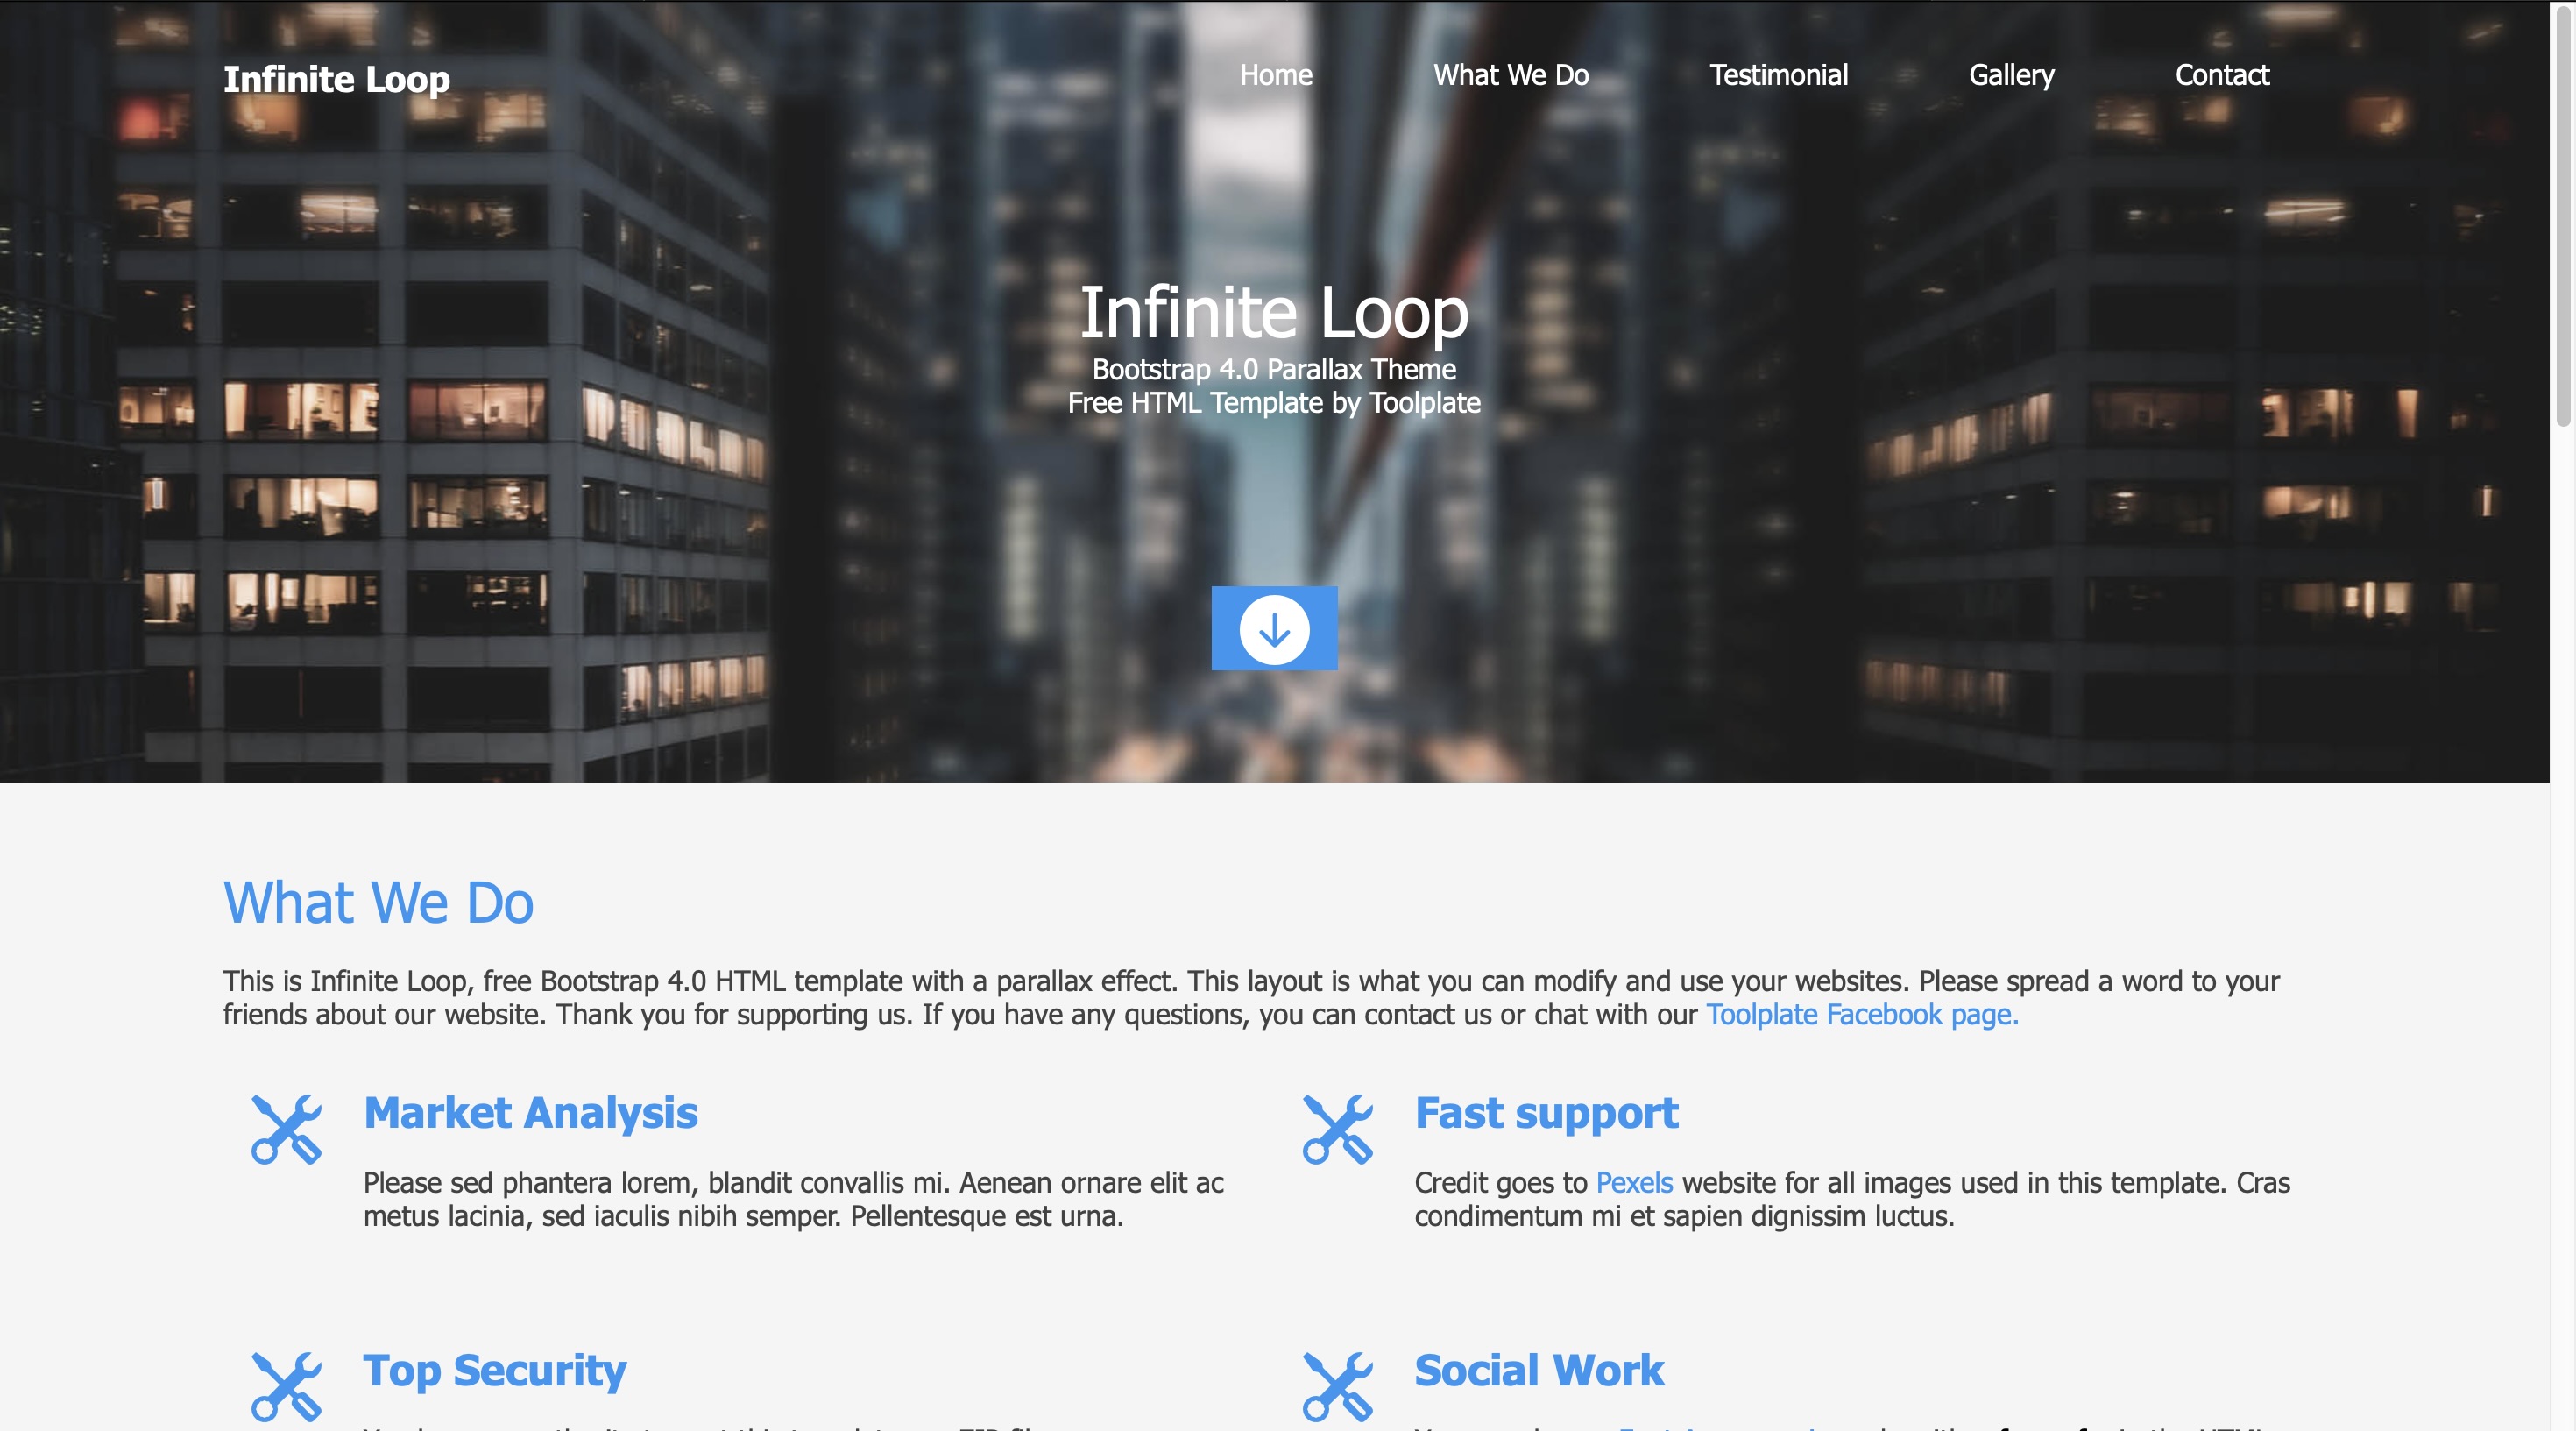 Infinite Loop
Home
What We Do
Testimonial
Gallery
Contact
Infinite Loop
Bootstrap 4.0 Parallax Theme
Free HTML Template by Toolplate
What We Do
This is Infinite Loop, free Bootstrap 4.0 HTML template with a parallax effect. This layout is what you can modify and use your websites. Please spread a word to your
friends about our website. Thank you for supporting us. If you have any questions, you can contact us or chat with our Toolplate Facebook page.
Market Analysis
Please sed phantera lorem, blandit convallis mi. Aenean ornare elit ac
metus lacinia, sed iaculis nibih semper. Pellentesque est urna.
Fast support
Credit goes to Pexels website for all images used in this template. Cras
condimentum mi et sapien dignissim luctus.
Top Security
Social Work